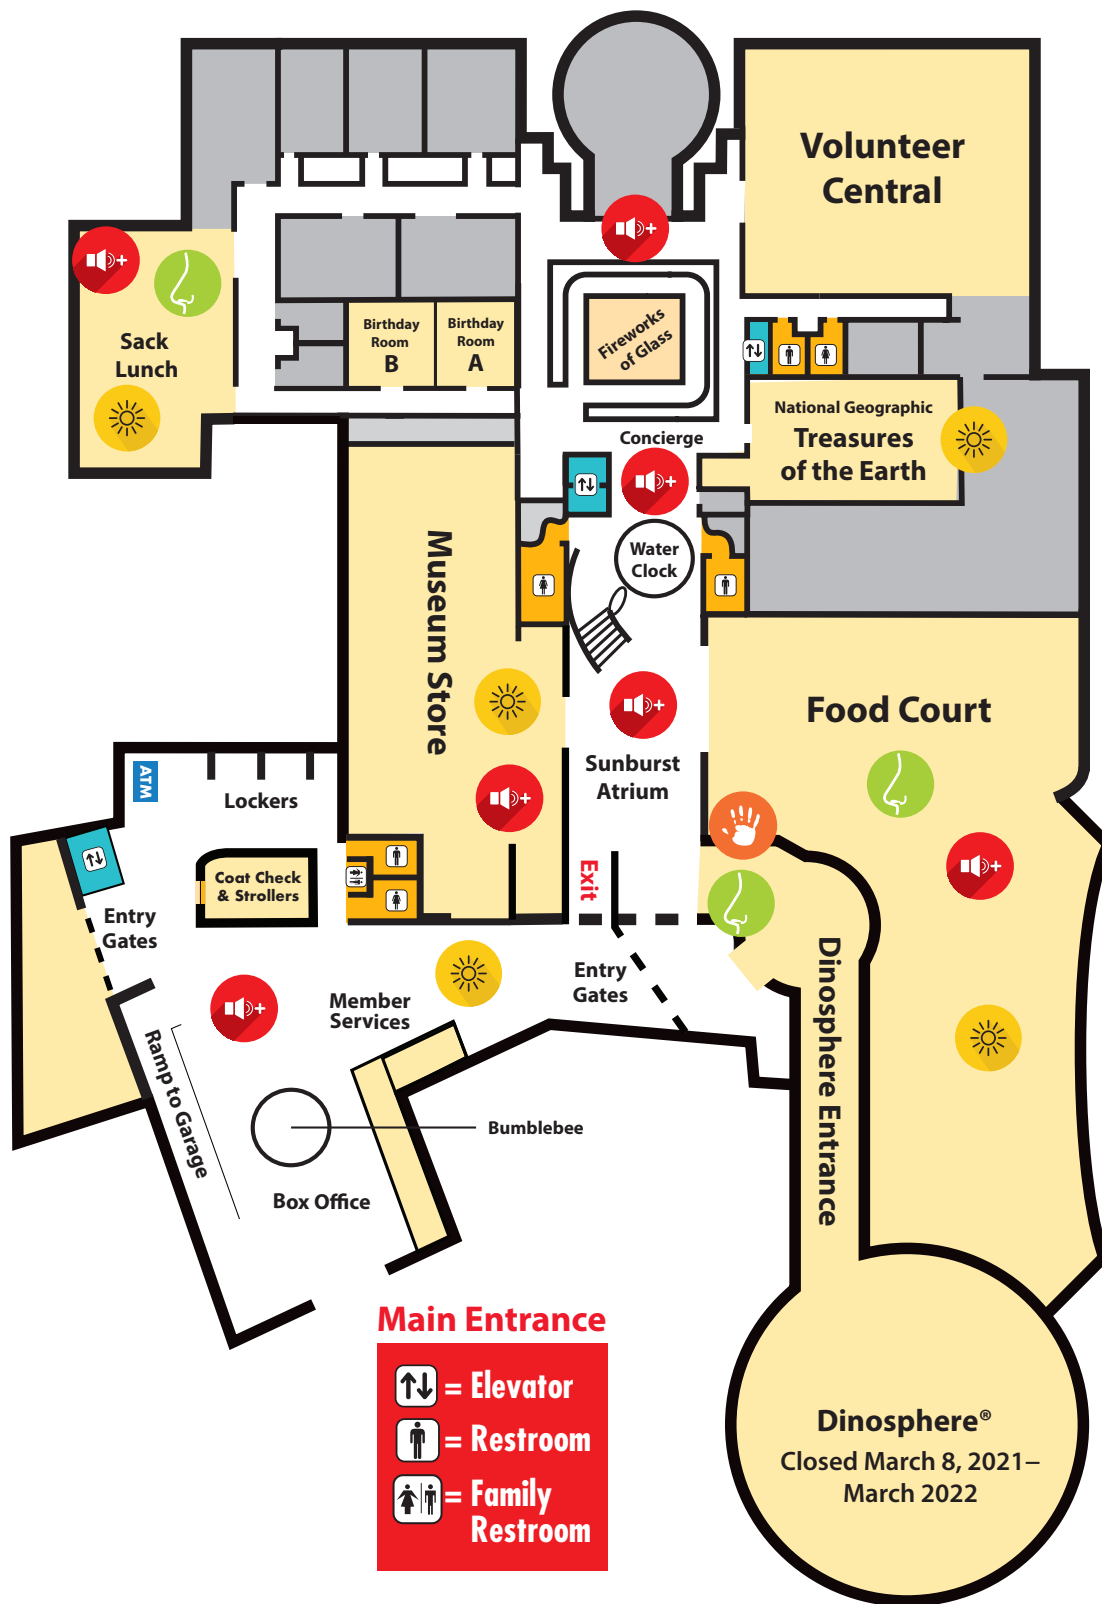 Volunteer
Central
Sack
Lunch
Birthday
Room
B
Birthday
Room
A
Fireworks
of Glass
National Geographic
Treasures
of the Earth
Concierge
Water
Clock
Museum Store
Food Court
Sunburst
Atrium
ATM
Lockers
Coat Check
& Strollers
Exit
Entry
Gates
Entry
Gates
Member
Services
Dinosphere Entrance
Ramp to Garage
Bumblebee
Box Office
Main Entrance
= Elevator
= Restroom
= Family
Restroom
Dinosphere®
Closed March 8, 2021–
March 2022